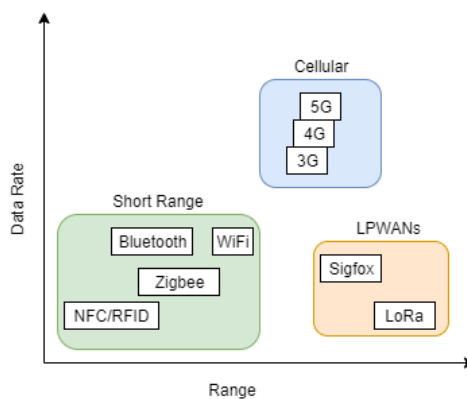 Cellular
5G
4G
3G
Data Rate
Short Range
Bluetooth
WiFi
Zigbee
NFC/RFID
LPWANs
Sigfox
LoRa
Range